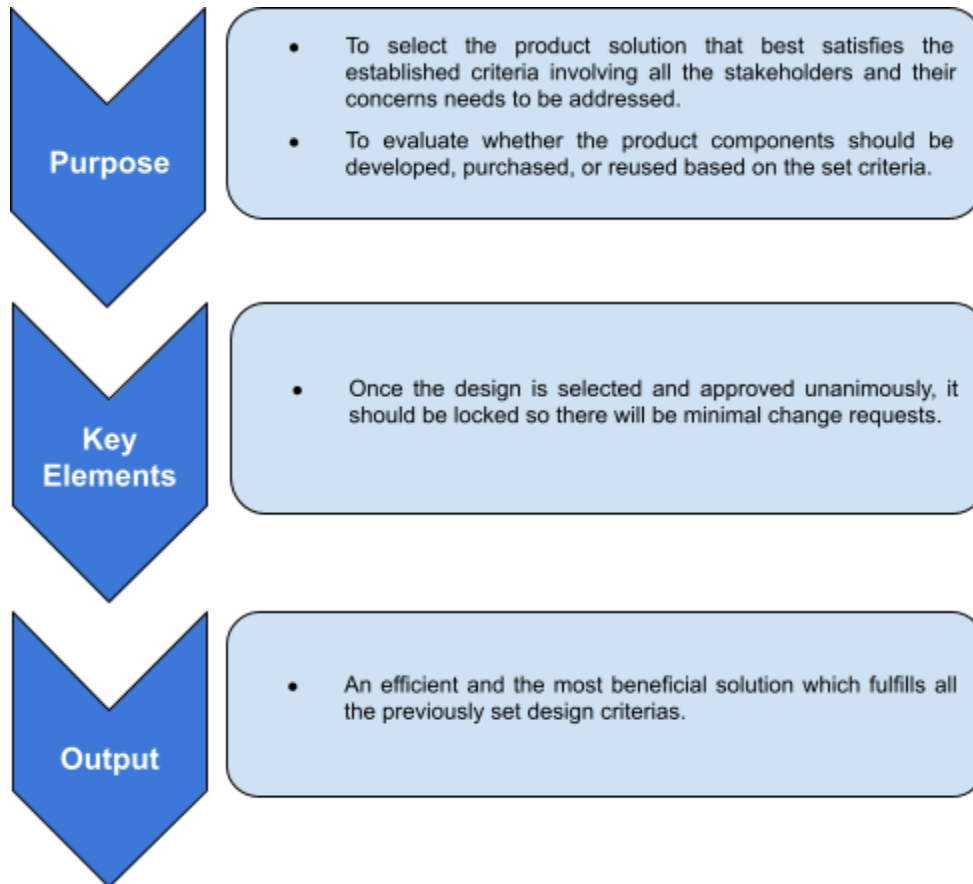 Purpose
● To select the product solution that best satisfies the
established criteria involving all the stakeholders and their
concerns needs to be addressed.
● To evaluate whether the product components should be
developed, purchased, or reused based on the set criteria.
Key
Elements
● Once the design is selected and approved unanimously, it
should be locked so there will be minimal change requests.
Output
● An efficient and the most beneficial solution which fulfills all
the previously set design criterias.